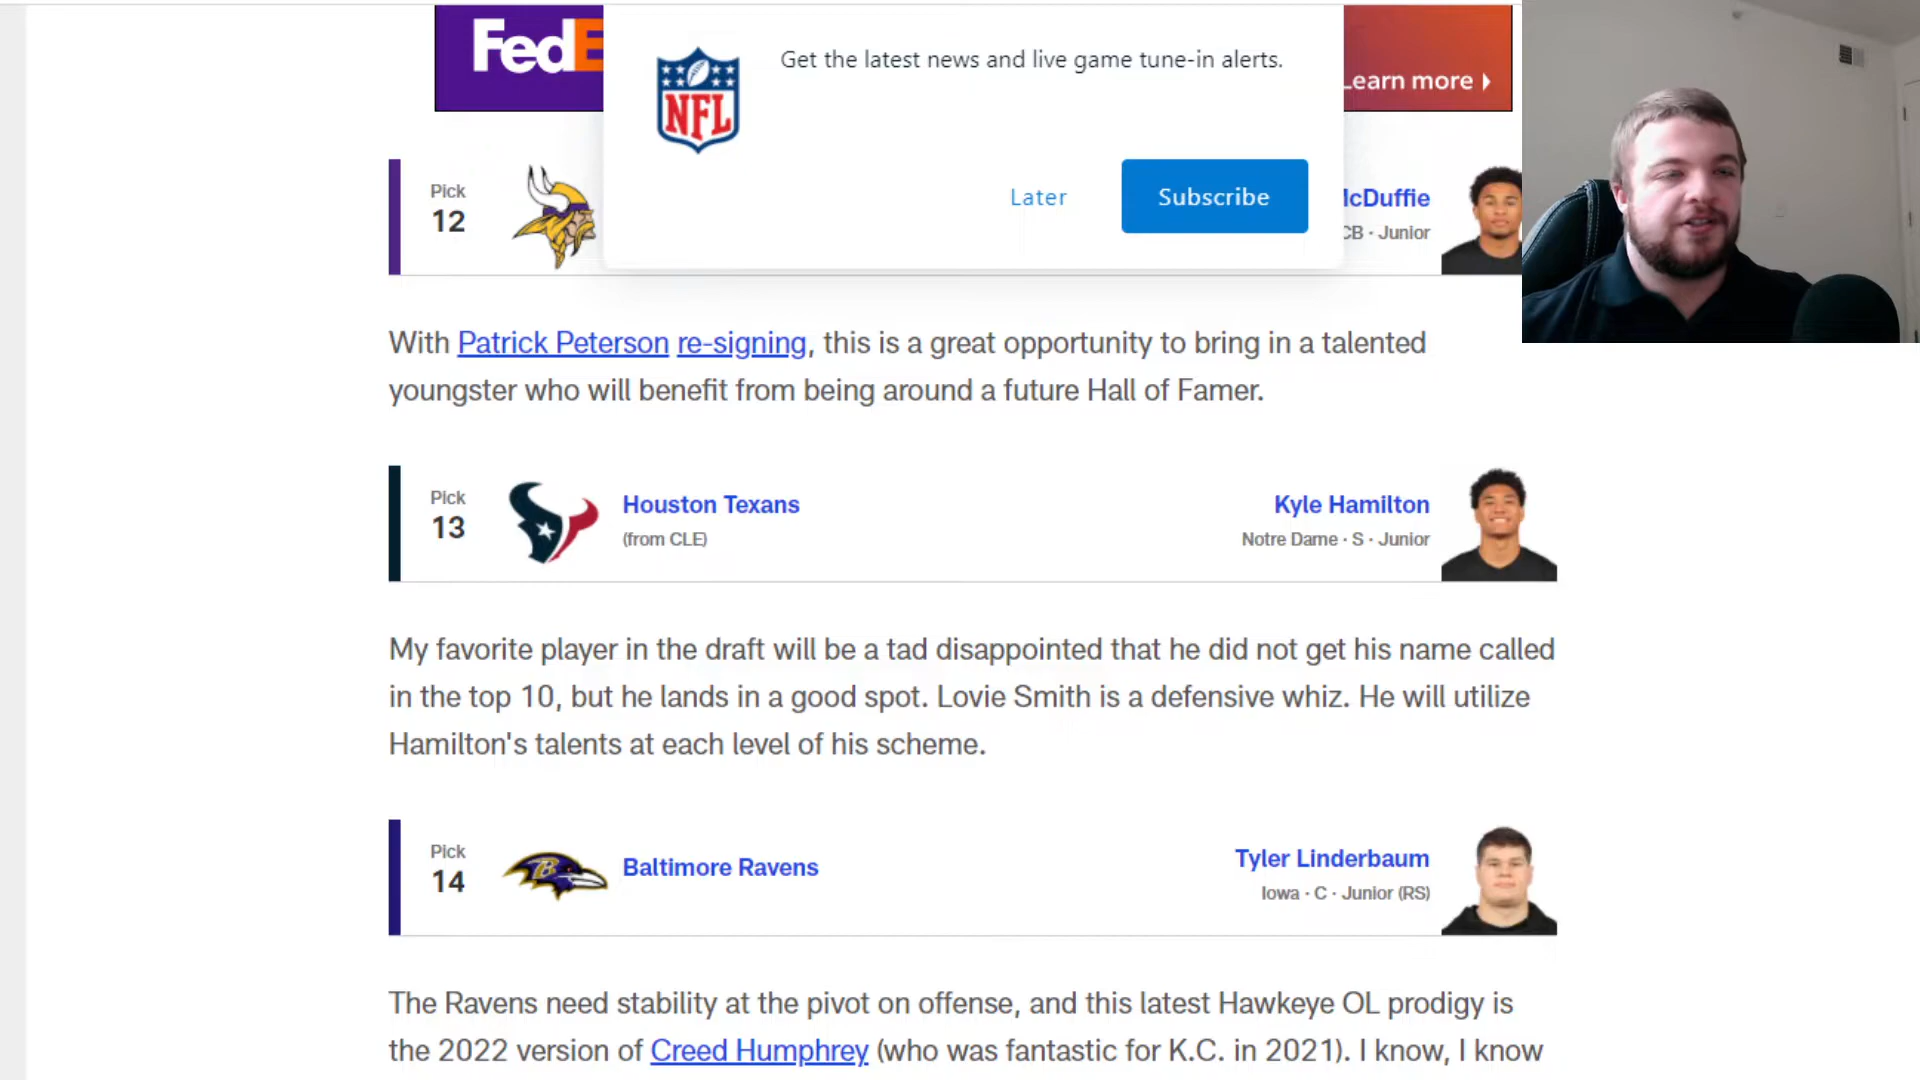 FedE
NFL
Get the latest news and live game tune-in alerts.
Later
Subscribe
Learn more
Pick
12
McDuffie
CB · Junior
With Patrick Peterson re-signing, this is a great opportunity to bring in a talented
youngster who will benefit from being around a future Hall of Famer.
Pick
13
Houston Texans
(from CLE)
Kyle Hamilton
Notre Dame · S · Junior
My favorite player in the draft will be a tad disappointed that he did not get his name called
in the top 10, but he lands in a good spot. Lovie Smith is a defensive whiz. He will utilize
Hamilton's talents at each level of his scheme.
Pick
14
B
Baltimore Ravens
Tyler Linderbaum
Iowa · C · Junior (RS)
The Ravens need stability at the pivot on offense, and this latest Hawkeye OL prodigy is
the 2022 version of Creed Humphrey (who was fantastic for K.C. in 2021). I know, I know